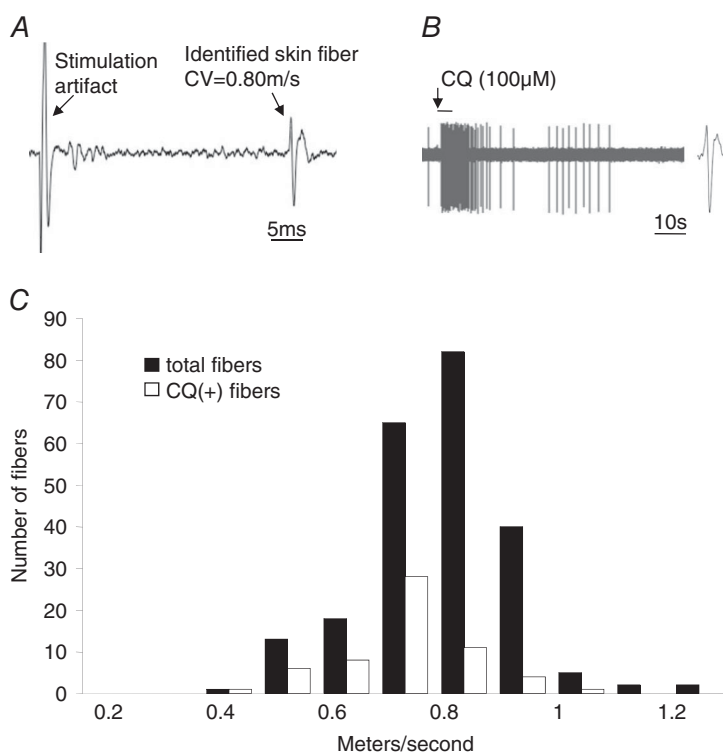 A
Stimulation
artifact
Identified skin fiber
CV=0.80m/s
5ms
B
CQ (100µM)
10s
C
90
80
70
60
50
40
30
20
10
0
Number of fibers
total fibers
CQ(+) fibers
0.2 0.4 0.6 0.8 1 1.2
Meters/second